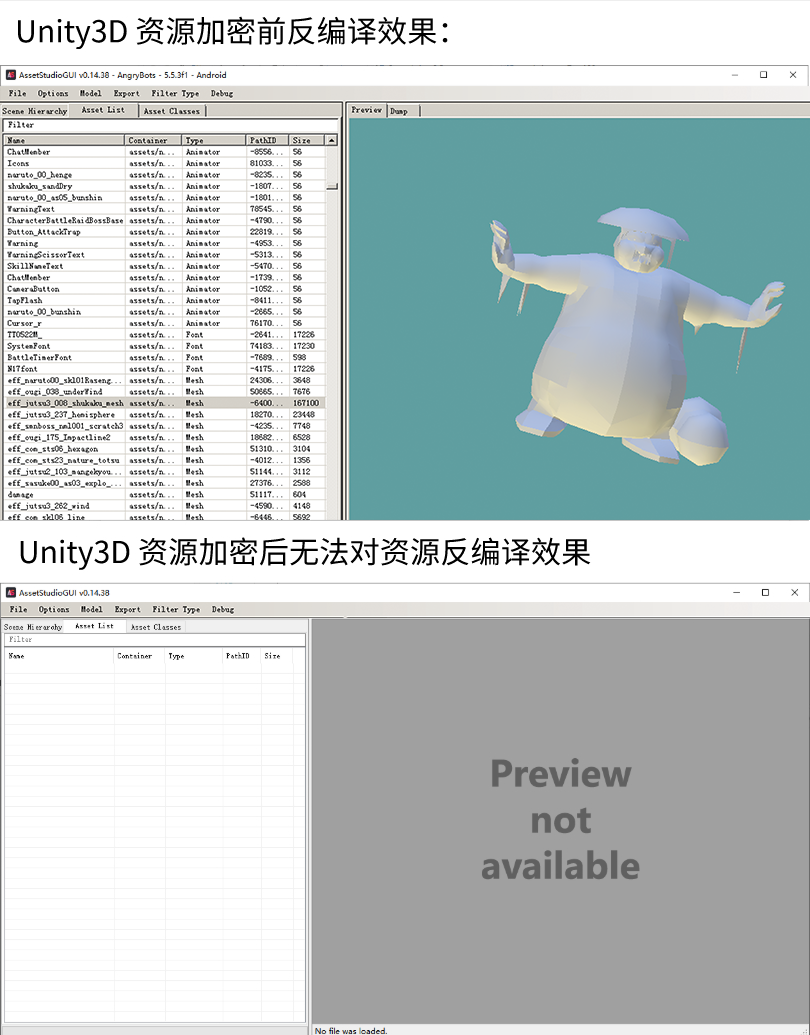 Unity3D 资源加密前反编译效果：
AssetStudioGUI v0.14.38 - AngryBots - 5.5.3f1 - Android
File Options Model Export Filter Type Debug
Scene Hierarchy Asset List Asset Classes Preview Dump
Filter
Name Container Type PathID Size
ChatMember assets/n... Animator -8556... 56
Icons assets/n... Animator 81033... 56
naruto_00_henge assets/n... Animator -8235... 56
shukaku_sandDry assets/n... Animator -1807... 56
naruto_00_as05_bunshin assets/n... Animator -1801... 56
WarningText assets/n... Animator 78545... 56
CharacterBattleRaidBossBase assets/n... Animator -4790... 56
Button_AttackTrap assets/n... Animator 22819... 56
Warning assets/n... Animator -4953... 56
WarningScissorText assets/n... Animator -5313... 56
SkillNameText assets/n... Animator -5470... 56
ChatMember assets/n... Animator -1739... 56
CameraButton assets/n... Animator -1052... 56
TapFlash assets/n... Animator -8411... 56
naruto_00_bunshin assets/n... Animator -2665... 56
Cursor_r assets/n... Animator 76170... 56
TT0522M_ assets/n... Font -2641... 17226
SystemFont assets/n... Font 74183... 17230
BattleTimerFont assets/n... Font -7689... 598
N17font assets/n... Font -4175... 17226
eff_naruto00_skl01Raseng... assets/n... Mesh 24306... 3648
eff_ougi_038_underWind assets/n... Mesh 50665... 7676
eff_jutsu3_008_shukaku_mesh assets/n... Mesh -6400... 167100
eff_jutsu3_237_hemisphere assets/n... Mesh 18270... 23448
eff_smnboss_nml001_scratch3 assets/n... Mesh -4235... 7748
eff_ougi_175_Impactline2 assets/n... Mesh 18682... 6528
eff_com_sts06_hexagon assets/n... Mesh 51310... 3104
eff_com_sts23_nature_totsu assets/n... Mesh -4012... 1356
eff_jutsu2_103_mangekyou... assets/n... Mesh 51144... 3112
eff_sasuke00_as03_explo_... assets/n... Mesh 27376... 2588
damage assets/n... Mesh 51117... 604
eff_jutsu3_262_wind assets/n... Mesh -4590... 4148
eff_com_skl06_line assets/n... Mesh -6446... 5692
Unity3D 资源加密后无法对资源反编译效果
AssetStudioGUI v0.14.38
File Options Model Export Filter Type Debug
Scene Hierarchy Asset List Asset Classes
Filter
Name Container Type PathID Size
Preview
not
available
No file was loaded.